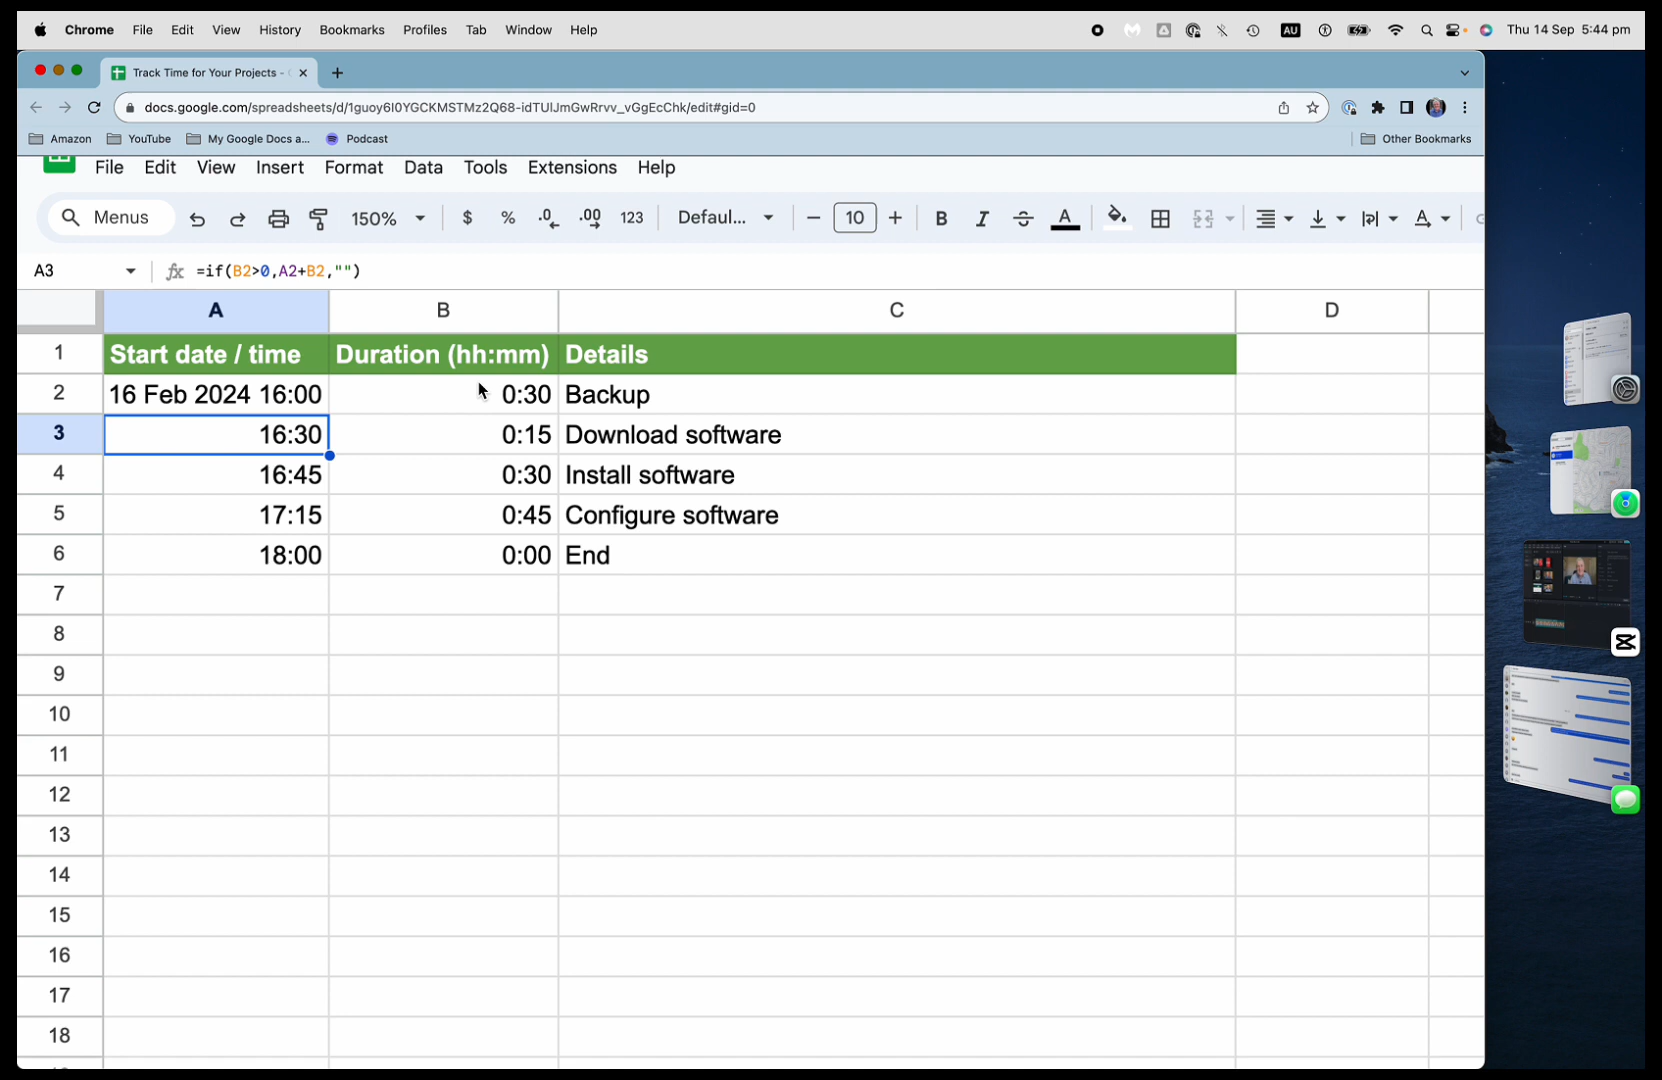 Chrome File Edit View History Bookmarks Profiles Tab Window Help AU Thu 14 Sep 5:44 pm
Track Time for Your Projects -
docs.google.com/spreadsheets/d/1guoy6I0YGCKMSTMz2Q68-idTUIJmGwRrvv_vGgEcChk/edit#gid=0
Amazon YouTube My Google Docs a... Podcast Other Bookmarks
File Edit View Insert Format Data Tools Extensions Help
Menus 150% $ % .0 .00 123 Defaul... 10 B I A A
A3 fx =if(B2>0,A2+B2,"")
A B C D
1 Start date / time Duration (hh:mm) Details
2 16 Feb 2024 16:00 0:30 Backup
3 16:30 0:15 Download software
4 16:45 0:30 Install software
5 17:15 0:45 Configure software
6 18:00 0:00 End
7
8
9
10
11
12
13
14
15
16
17
18